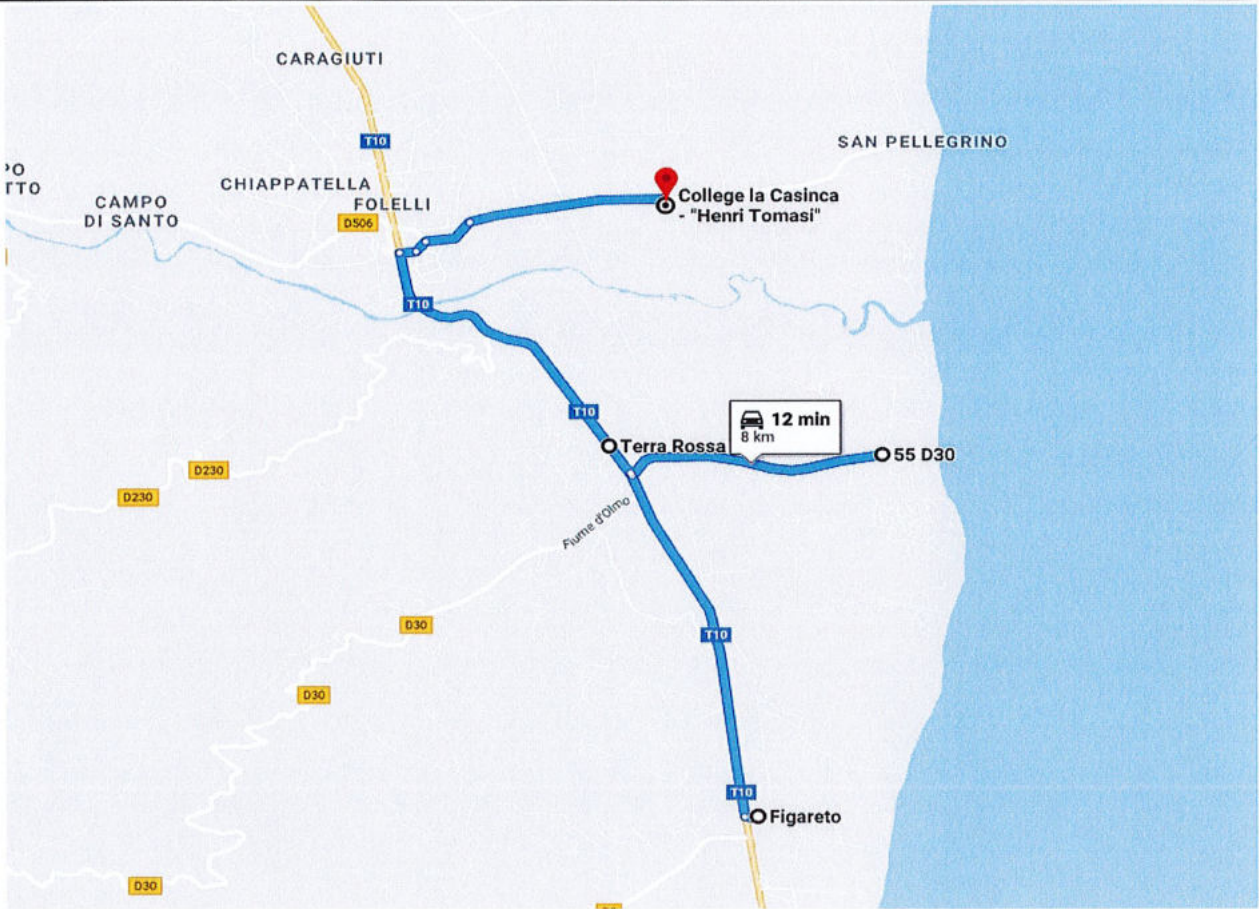 CARAGIUTI
T10
SAN PELLEGRINO
TTO
CAMPO
DI SANTO
CHIAPPATELLA
FOLELLI
D506
College la Casinca
- "Henri Tomasi"
T10
T10
12 min
8 km
Terra Rossa
55 D30
D230
D230
Fiume d'Olmo
D30
T10
D30
T10
Figareto
D30